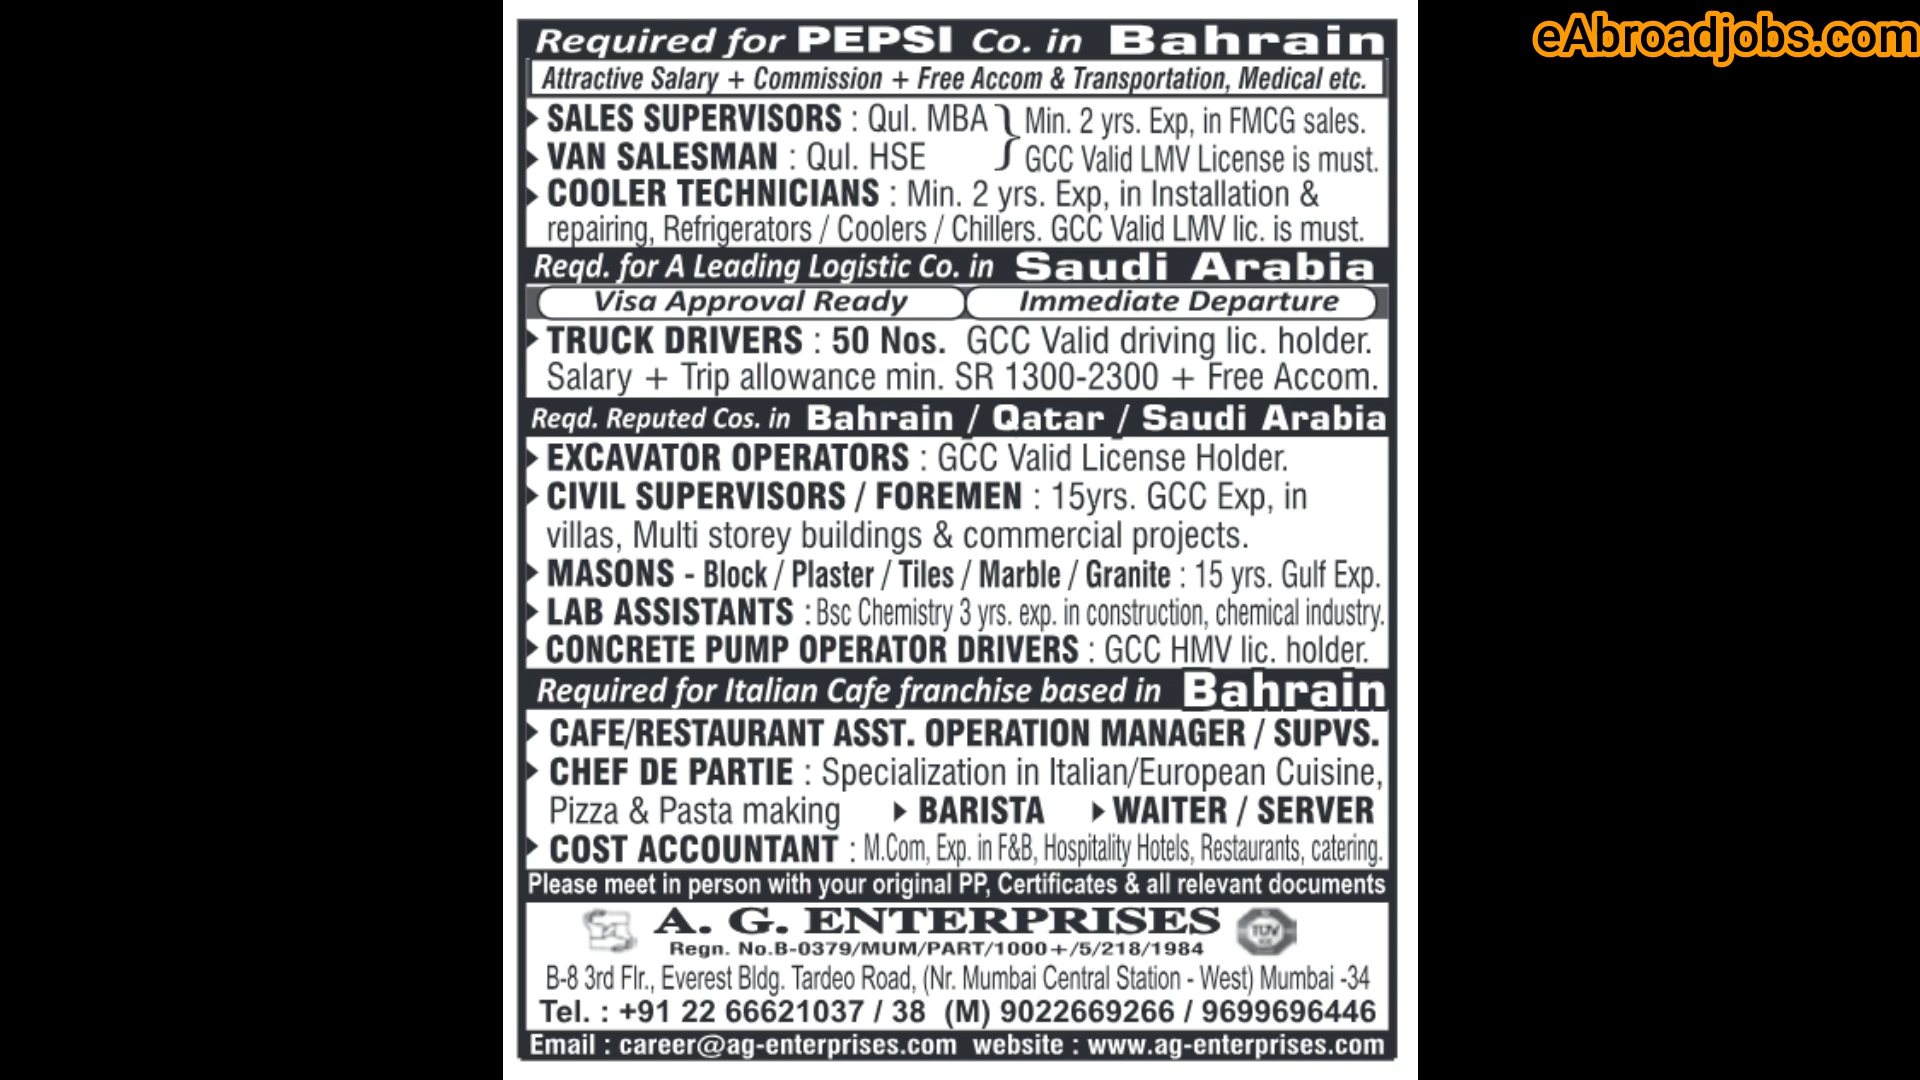 eAbroadjobs.com
Required for PEPSI Co. in Bahrain
Attractive Salary + Commission + Free Accom & Transportation, Medical etc.
SALES SUPERVISORS : Qul. MBA } Min. 2 yrs. Exp, in FMCG sales.
VAN SALESMAN : Qul. HSE GCC Valid LMV License is must.
COOLER TECHNICIANS : Min. 2 yrs. Exp, in Installation &
repairing, Refrigerators / Coolers / Chillers. GCC Valid LMV lic. is must.
Reqd. for A Leading Logistic Co. in Saudi Arabia
Visa Approval Ready Immediate Departure
TRUCK DRIVERS : 50 Nos. GCC Valid driving lic. holder.
Salary + Trip allowance min. SR 1300-2300 + Free Accom.
Reqd. Reputed Cos. in Bahrain / Qatar / Saudi Arabia
EXCAVATOR OPERATORS : GCC Valid License Holder.
CIVIL SUPERVISORS / FOREMEN : 15yrs. GCC Exp, in
villas, Multi storey buildings & commercial projects.
MASONS - Block / Plaster / Tiles / Marble / Granite : 15 yrs. Gulf Exp.
LAB ASSISTANTS : Bsc Chemistry 3 yrs. exp. in construction, chemical industry.
CONCRETE PUMP OPERATOR DRIVERS : GCC HMV lic. holder.
Required for Italian Cafe franchise based in Bahrain
CAFE/RESTAURANT ASST. OPERATION MANAGER / SUPVS.
CHEF DE PARTIE : Specialization in Italian/European Cuisine,
Pizza & Pasta making BARISTA WAITER / SERVER
COST ACCOUNTANT : M.Com, Exp. in F&B, Hospitality Hotels, Restaurants, catering.
Please meet in person with your original PP, Certificates & all relevant documents
A. G. ENTERPRISES
TUV
Regn. No.B-0379/MUM/PART/1000+/5/218/1984
B-8 3rd Flr., Everest Bldg. Tardeo Road, (Nr. Mumbai Central Station - West) Mumbai -34
Tel. : +91 22 66621037 / 38 (M) 9022669266 / 9699696446
Email : career@ag-enterprises.com website : www.ag-enterprises.com